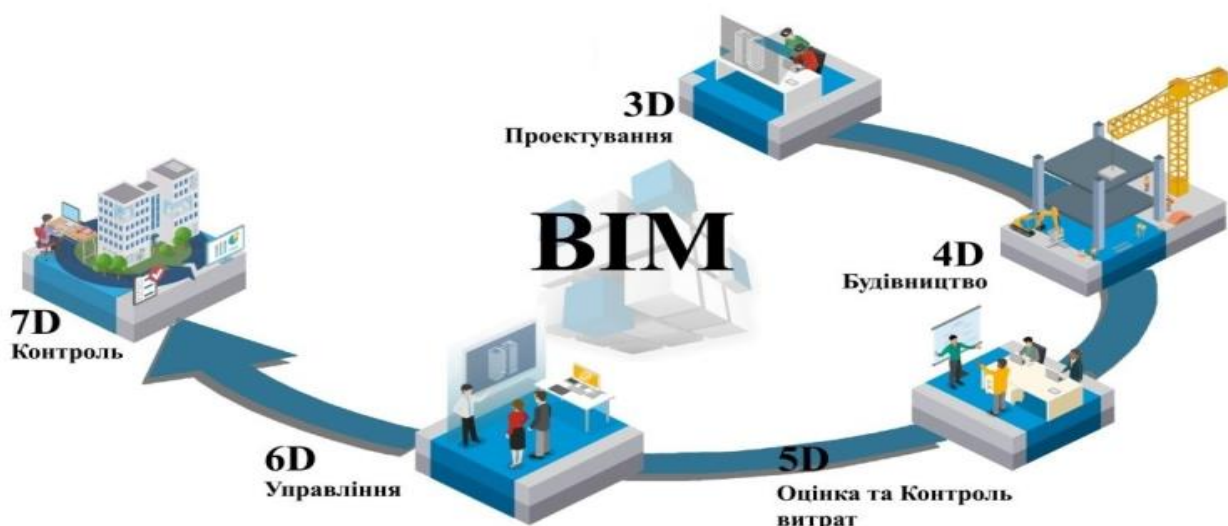 3D
Проектування
BIM
4D
Будівництво
7D
Контроль
6D
Управління
5D
Оцінка та Контроль
витрат